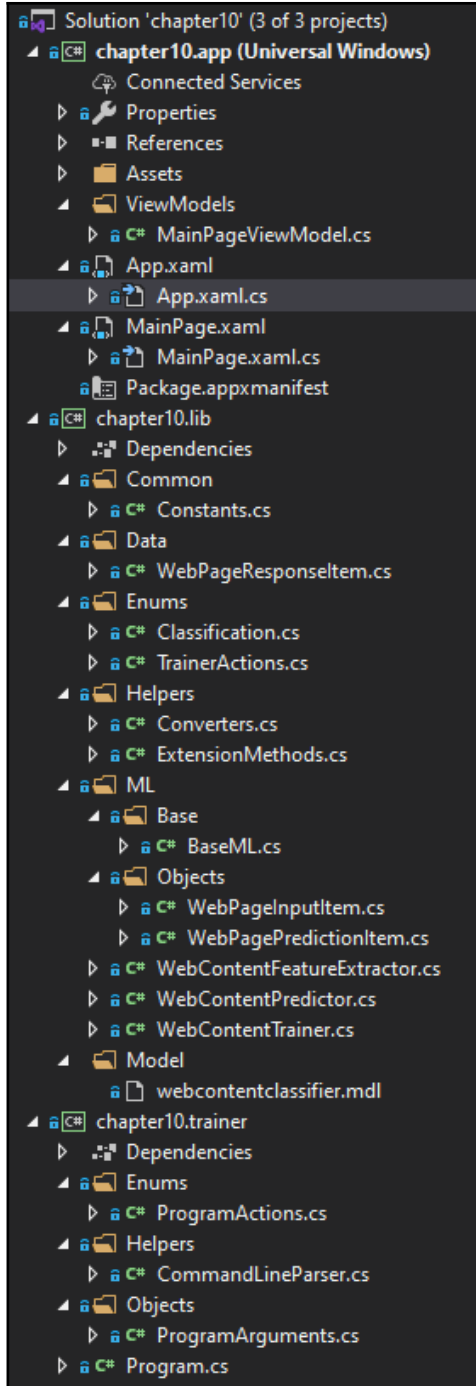 Solution 'chapter10' (3 of 3 projects)
C# chapter10.app (Universal Windows)
Connected Services
Properties
References
Assets
ViewModels
C# MainPageViewModel.cs
App.xaml
App.xaml.cs
MainPage.xaml
MainPage.xaml.cs
Package.appxmanifest
C# chapter10.lib
Dependencies
Common
C# Constants.cs
Data
C# WebPageResponseItem.cs
Enums
C# Classification.cs
C# TrainerActions.cs
Helpers
C# Converters.cs
C# ExtensionMethods.cs
ML
Base
C# BaseML.cs
Objects
C# WebPageInputItem.cs
C# WebPagePredictionItem.cs
C# WebContentFeatureExtractor.cs
C# WebContentPredictor.cs
C# WebContentTrainer.cs
Model
webcontentclassifier.mdl
C# chapter10.trainer
Dependencies
Enums
C# ProgramActions.cs
Helpers
C# CommandLineParser.cs
Objects
C# ProgramArguments.cs
C# Program.cs